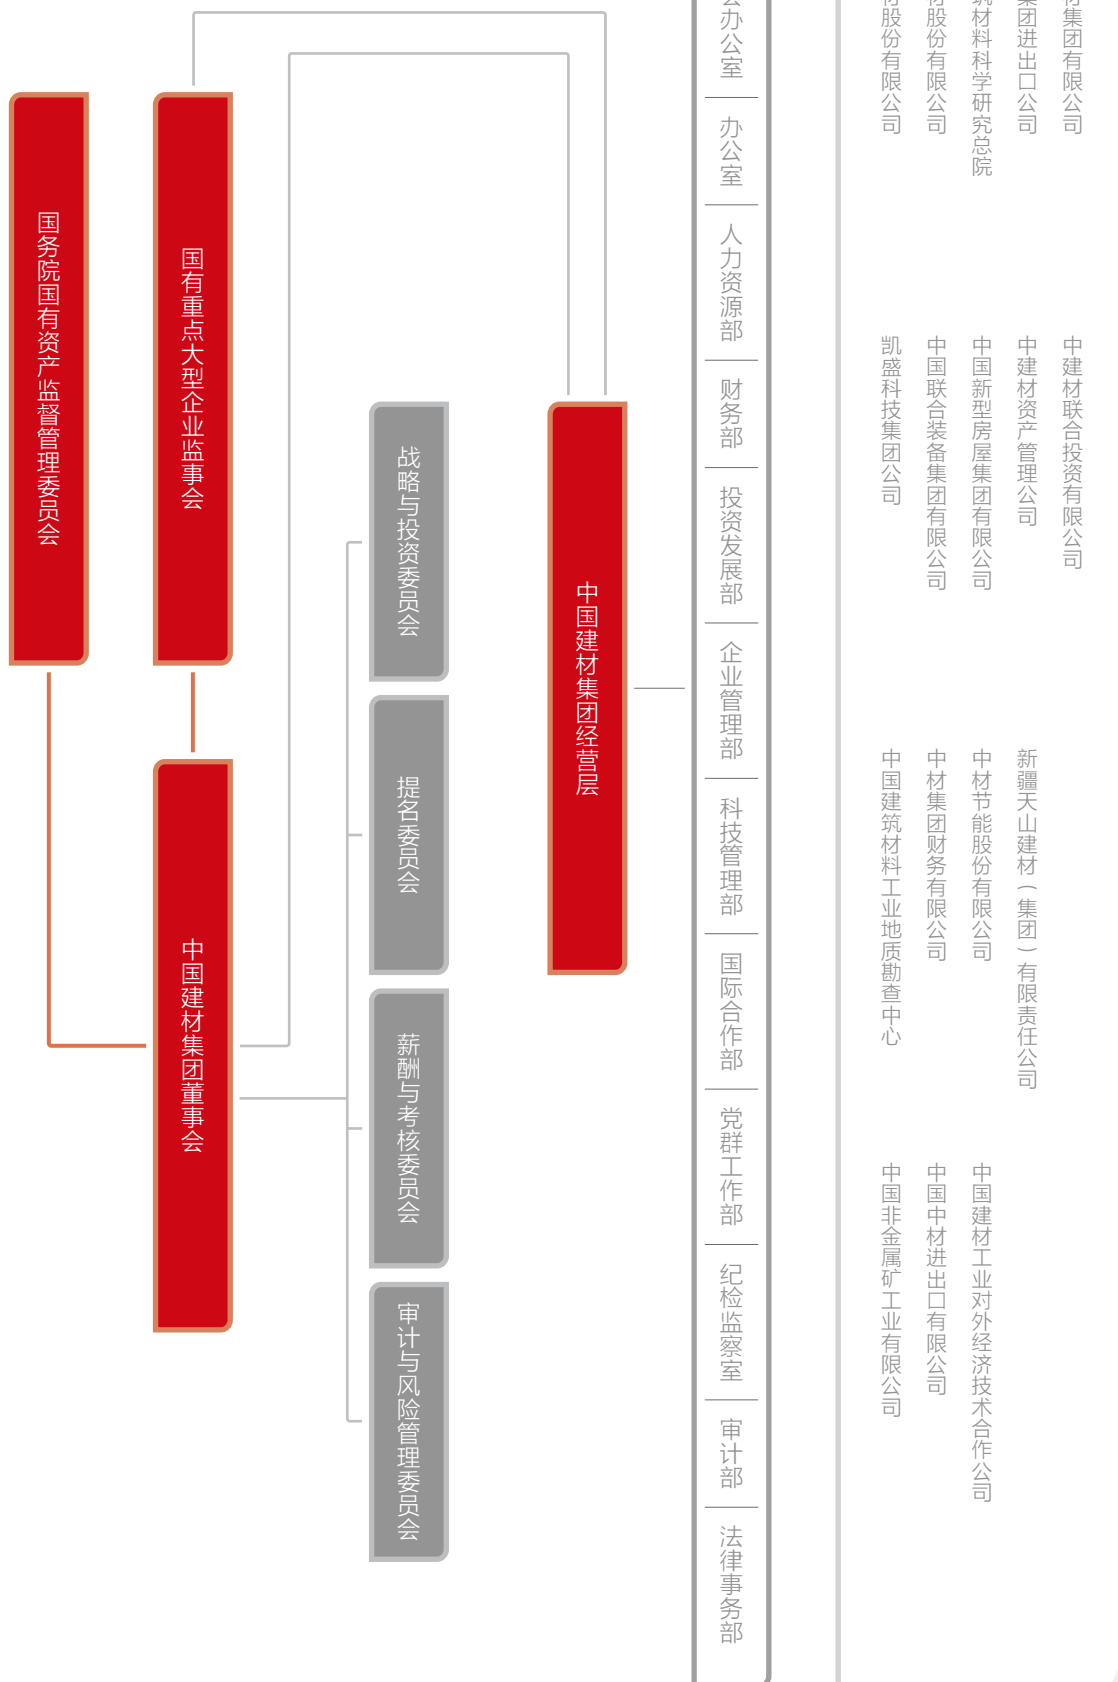 国务院国有资产监督管理委员会
国有重点大型企业监事会
中国建材集团董事会
战略与投资委员会
提名委员会
薪酬与考核委员会
审计与风险管理委员会
中国建材集团经营层
办公室
办公室
人力资源部
财务部
投资发展部
企业管理部
科技管理部
国际合作部
党群工作部
纪检监察室
审计部
法律事务部
股份有限公司
凯盛科技集团公司
中国建筑材料工业地质勘查中心
中国非金属矿工业有限公司
股份有限公司
中国联合装备集团有限公司
中材集团财务有限公司
中国中材进出口有限公司
材料科学研究总院
中国新型房屋集团有限公司
中材节能股份有限公司
中国建材工业对外经济技术合作公司
团进出口公司
中建材资产管理公司
新疆天山建材（集团）有限责任公司
集团有限公司
中建材联合投资有限公司